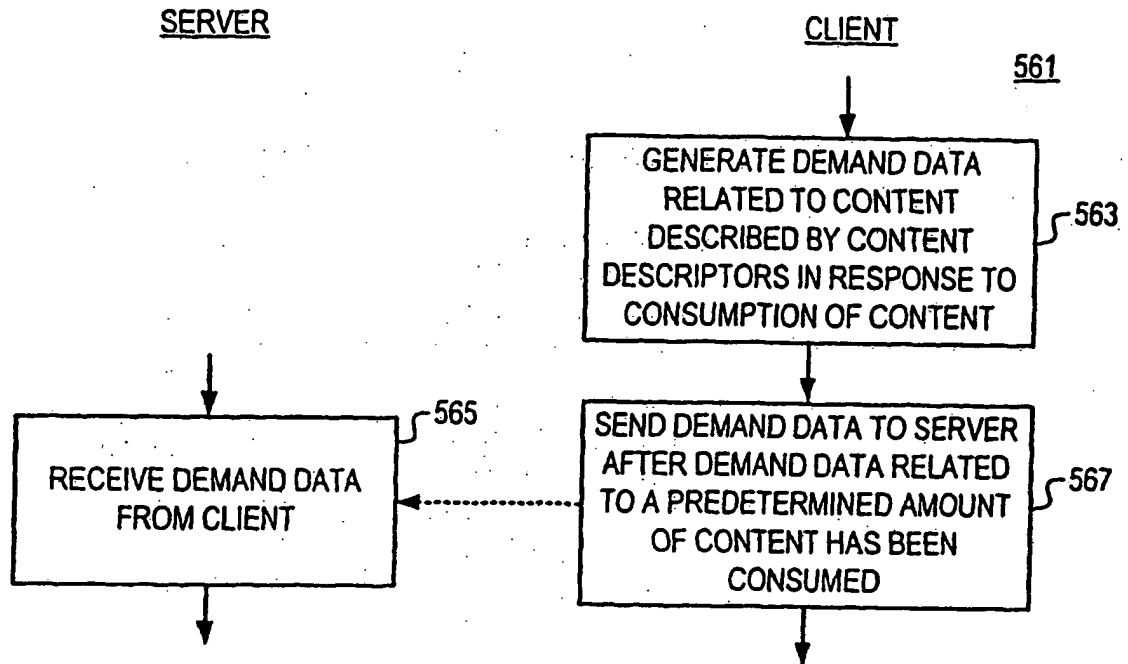 SERVER
CLIENT
561
GENERATE DEMAND DATA
RELATED TO CONTENT
DESCRIBED BY CONTENT
DESCRIPTORS IN RESPONSE TO
CONSUMPTION OF CONTENT
563
565
RECEIVE DEMAND DATA
FROM CLIENT
SEND DEMAND DATA TO SERVER
AFTER DEMAND DATA RELATED
TO A PREDETERMINED AMOUNT
OF CONTENT HAS BEEN
CONSUMED
567